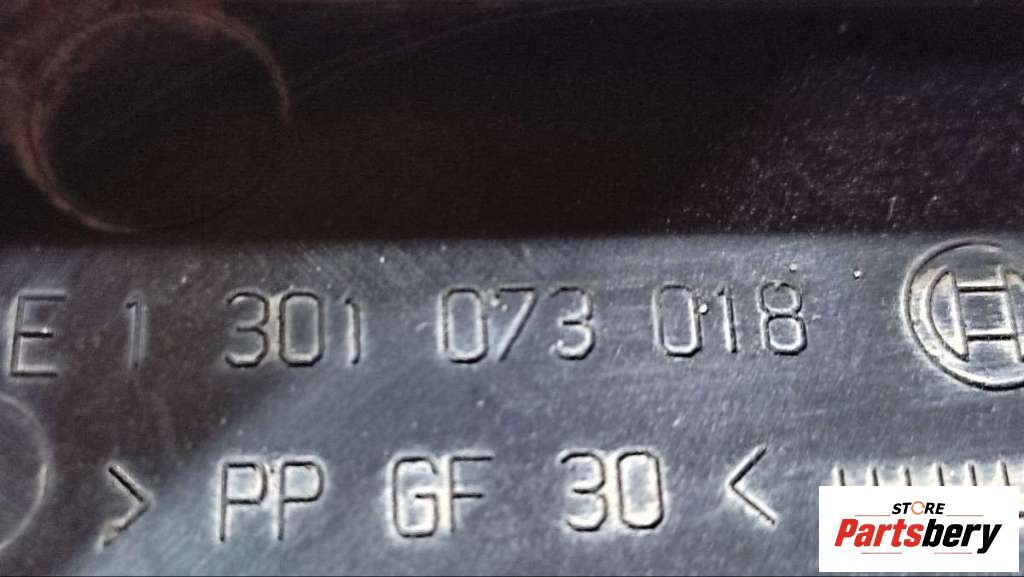 E 1 301 073 018
> PP GF 30 <
STORE
Partsbery